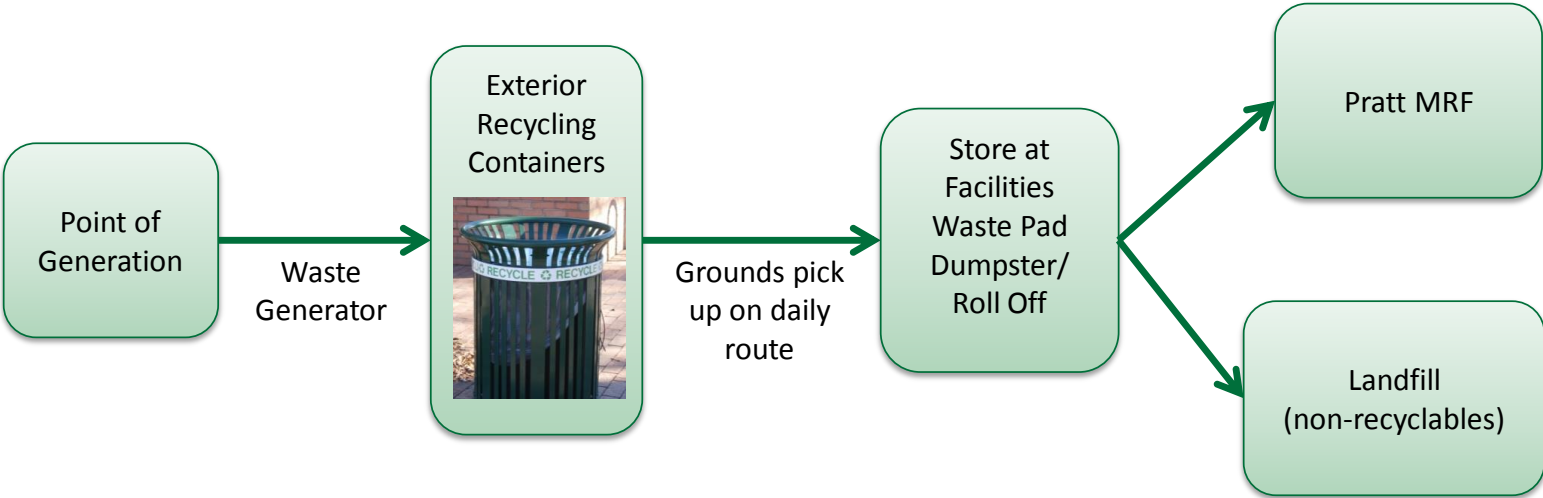 Point of
Generation
Waste
Generator
Exterior
Recycling
Containers
RECYCLE RECYCLE
Grounds pick
up on daily
route
Store at
Facilities
Waste Pad
Dumpster/
Roll Off
Pratt MRF
Landfill
(non-recyclables)